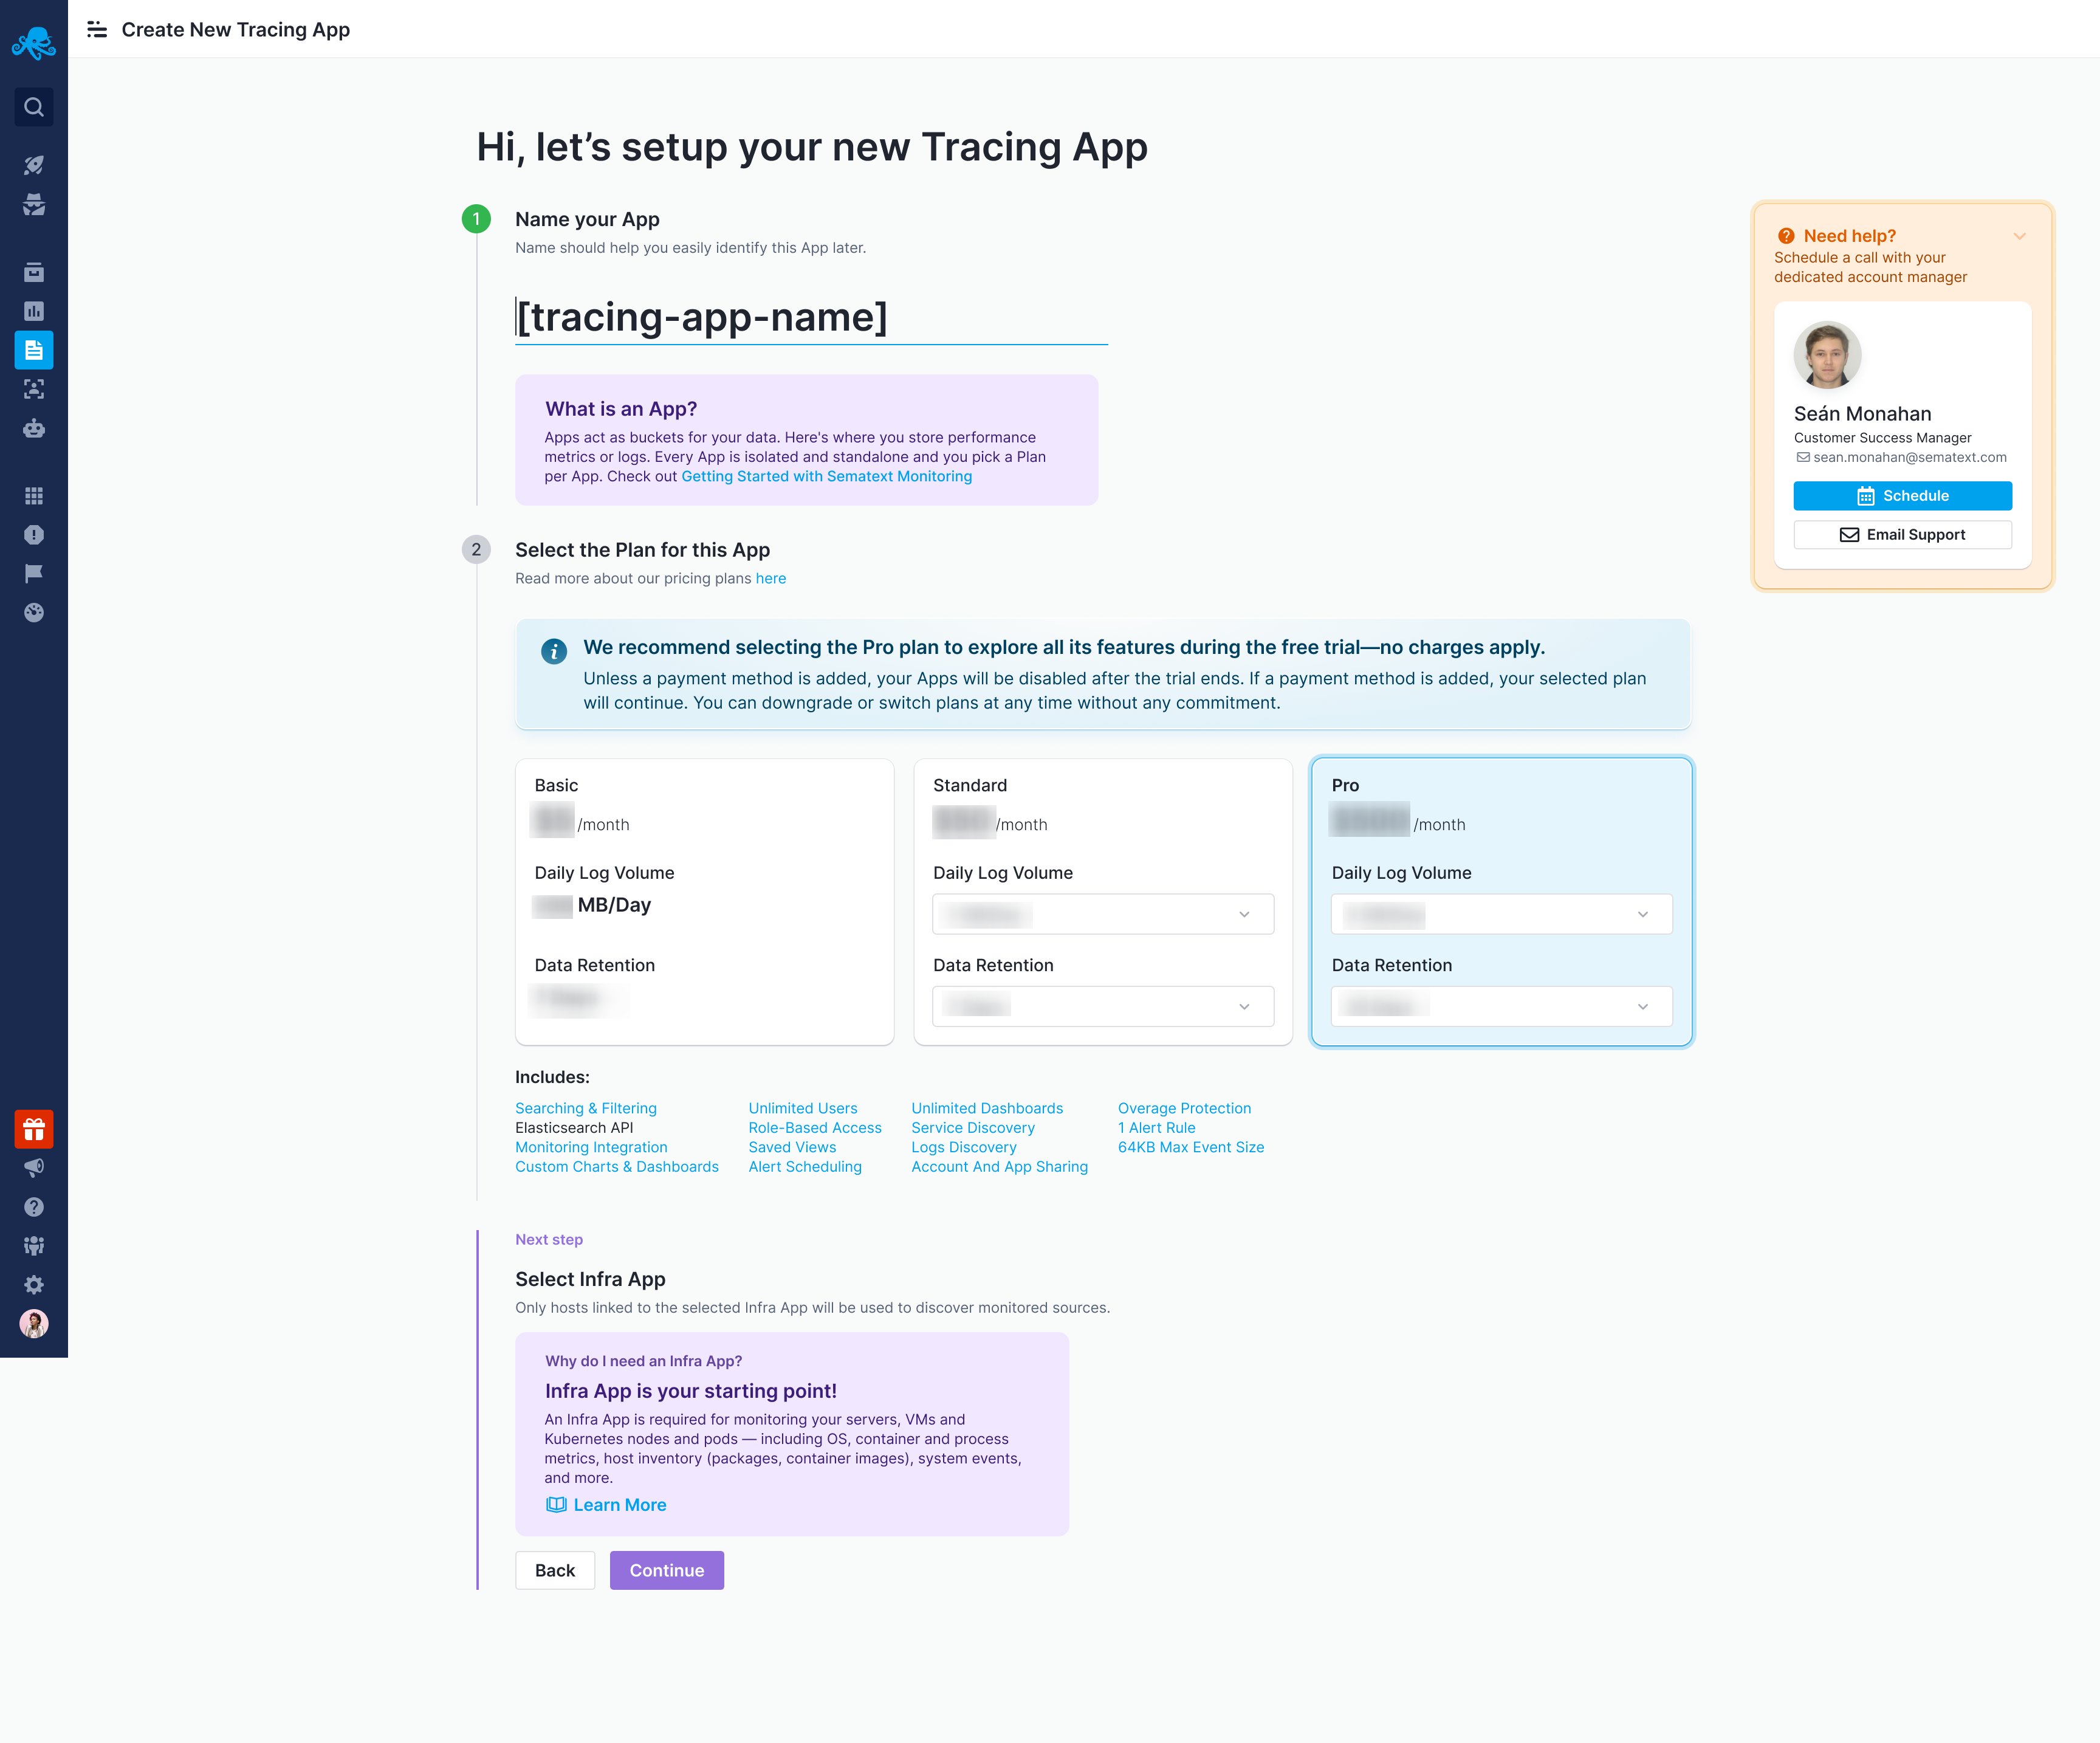 Create New Tracing App
Hi, let’s setup your new Tracing App
1
Name your App
Name should help you easily identify this App later.
[tracing-app-name]
What is an App?
Apps act as buckets for your data. Here's where you store performance
metrics or logs. Every App is isolated and standalone and you pick a Plan
per App. Check out Getting Started with Sematext Monitoring
Need help?
Schedule a call with your
dedicated account manager
Seán Monahan
Customer Success Manager
sean.monahan@sematext.com
Schedule
Email Support
2
Select the Plan for this App
Read more about our pricing plans here
We recommend selecting the Pro plan to explore all its features during the free trial—no charges apply.
Unless a payment method is added, your Apps will be disabled after the trial ends. If a payment method is added, your selected plan
will continue. You can downgrade or switch plans at any time without any commitment.
Basic
/month
Daily Log Volume
MB/Day
Data Retention
Standard
/month
Daily Log Volume
Data Retention
Pro
/month
Daily Log Volume
Data Retention
Includes:
Searching & Filtering
Elasticsearch API
Monitoring Integration
Custom Charts & Dashboards
Unlimited Users
Role-Based Access
Saved Views
Alert Scheduling
Unlimited Dashboards
Service Discovery
Logs Discovery
Account And App Sharing
Overage Protection
1 Alert Rule
64KB Max Event Size
Next step
Select Infra App
Only hosts linked to the selected Infra App will be used to discover monitored sources.
Why do I need an Infra App?
Infra App is your starting point!
An Infra App is required for monitoring your servers, VMs and
Kubernetes nodes and pods — including OS, container and process
metrics, host inventory (packages, container images), system events,
and more.
Learn More
Back
Continue